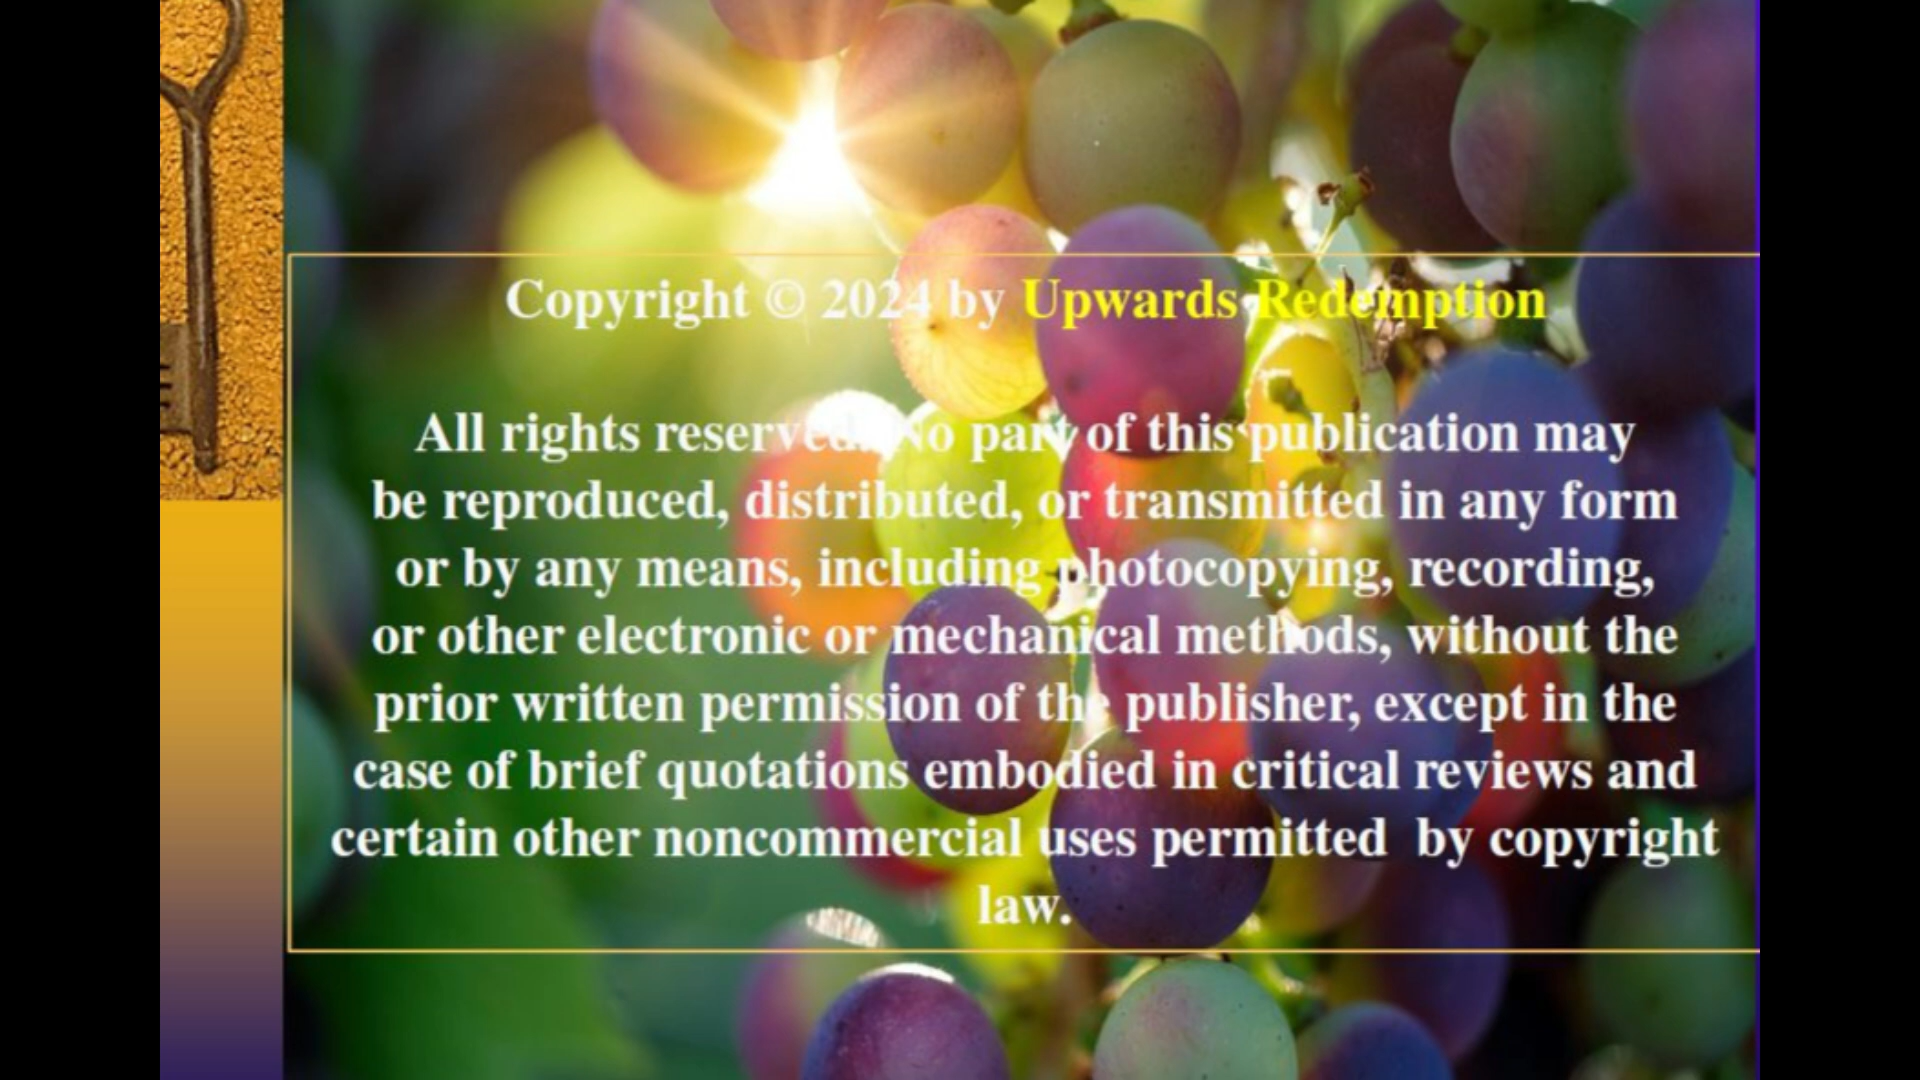 Copyright © 2024 by Upwards Redemption
All rights reserved. No part of this publication may
be reproduced, distributed, or transmitted in any form
or by any means, including photocopying, recording,
or other electronic or mechanical methods, without the
prior written permission of the publisher, except in the
case of brief quotations embodied in critical reviews and
certain other noncommercial uses permitted  by copyright
law.